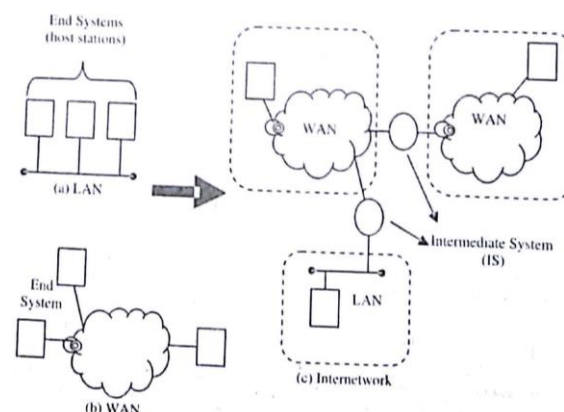 End Systems
(host stations)
(a) LAN
WAN
WAN
Intermediate System
(IS)
LAN
End
System
(b) WAN
(c) Internetwork